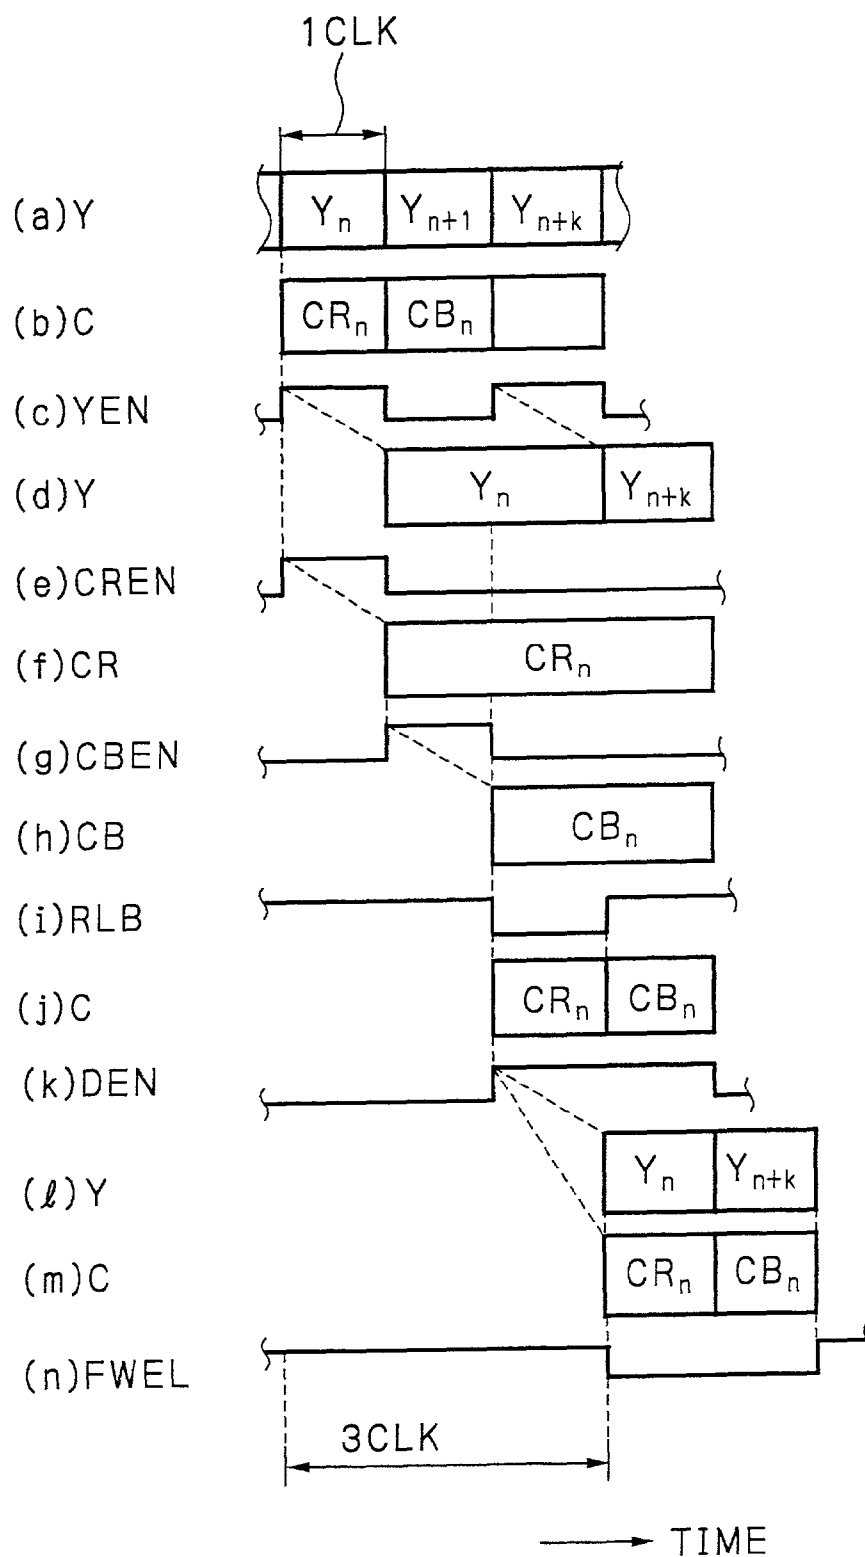 1CLK
(a)Y Yₙ Yₙ₊₁ Yₙ₊ₖ
(b)C CRₙ CBₙ
(c)YEN
(d)Y Yₙ Yₙ₊ₖ
(e)CREN
(f)CR CRₙ
(g)CBEN
(h)CB CBₙ
(i)RLB
(j)C CRₙ CBₙ
(k)DEN
(ℓ)Y Yₙ Yₙ₊ₖ
(m)C CRₙ CBₙ
(n)FWEL
3CLK
TIME